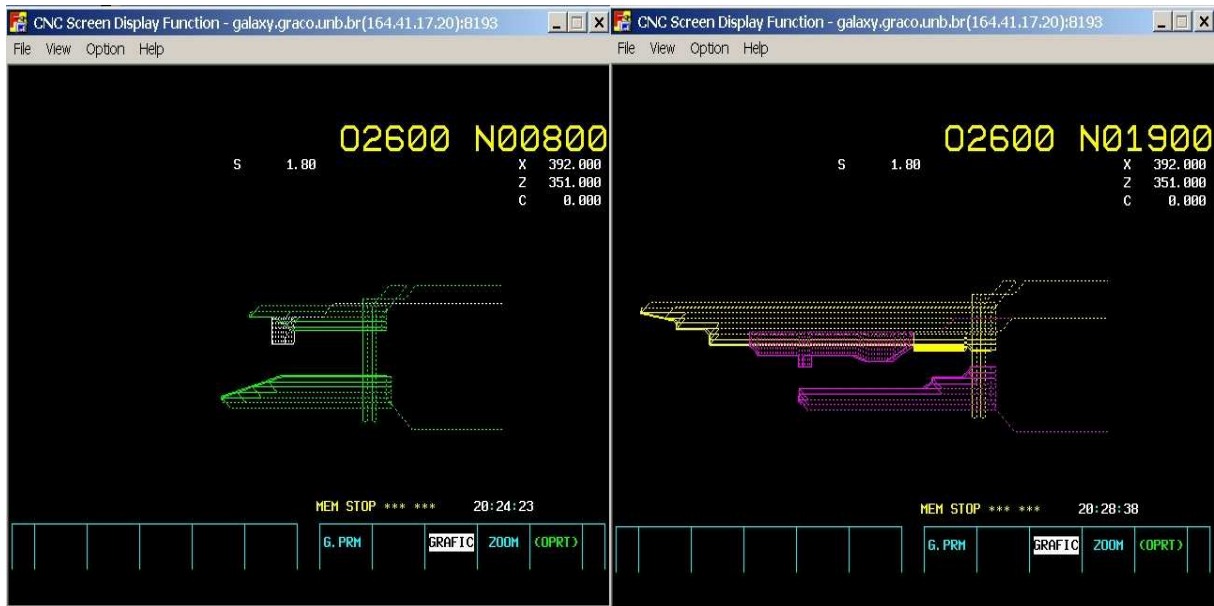 CNC Screen Display Function - galaxy.graco.unb.br(164.41.17.20):8193
File View Option Help
O2600 N00800
S 1.80 X 392.000
Z 351.000
C 0.000
MEM STOP *** *** 20:24:23
G.PRM GRAFIC ZOOM (OPRT)
CNC Screen Display Function - galaxy.graco.unb.br(164.41.17.20):8193
File View Option Help
O2600 N01900
S 1.80 X 392.000
Z 351.000
C 0.000
MEM STOP *** *** 20:28:38
G.PRM GRAFIC ZOOM (OPRT)